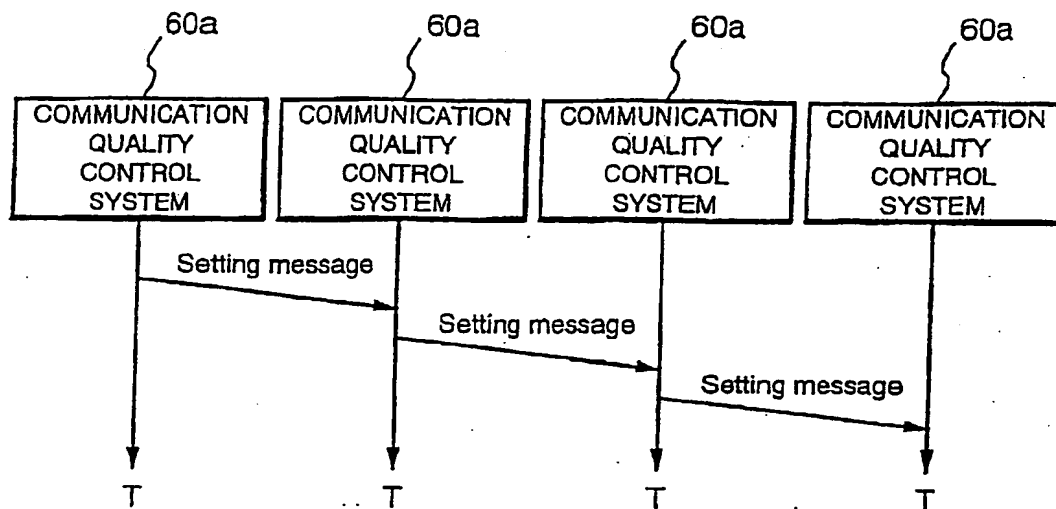 60a 60a 60a 60a
COMMUNICATION COMMUNICATION COMMUNICATION COMMUNICATION
QUALITY QUALITY QUALITY QUALITY
CONTROL CONTROL CONTROL CONTROL
SYSTEM SYSTEM SYSTEM SYSTEM
Setting message
Setting message
Setting message
T T T T